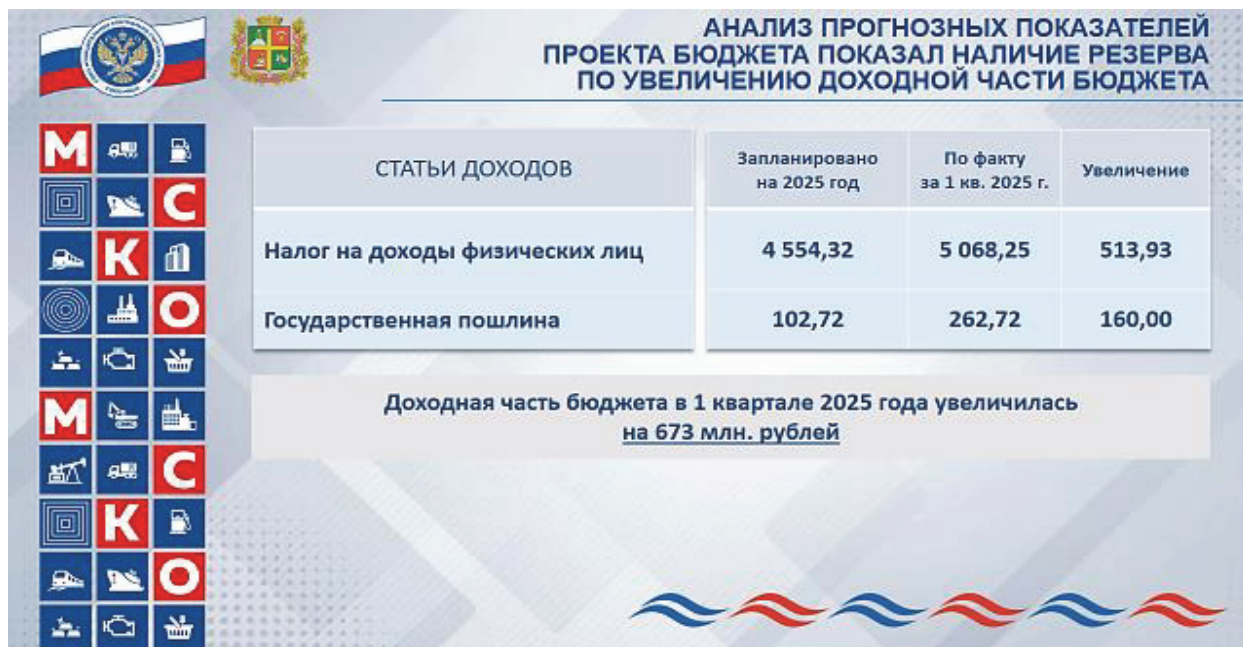 АНАЛИЗ ПРОГНОЗНЫХ ПОКАЗАТЕЛЕЙ
ПРОЕКТА БЮДЖЕТА ПОКАЗАЛ НАЛИЧИЕ РЕЗЕРВА
ПО УВЕЛИЧЕНИЮ ДОХОДНОЙ ЧАСТИ БЮДЖЕТА
М
С
К
О
М
С
К
О
СТАТЬИ ДОХОДОВ
Запланировано
на 2025 год
По факту
за 1 кв. 2025 г.
Увеличение
Налог на доходы физических лиц 4 554,32 5 068,25 513,93
Государственная пошлина 102,72 262,72 160,00
Доходная часть бюджета в 1 квартале 2025 года увеличилась
на 673 млн. рублей